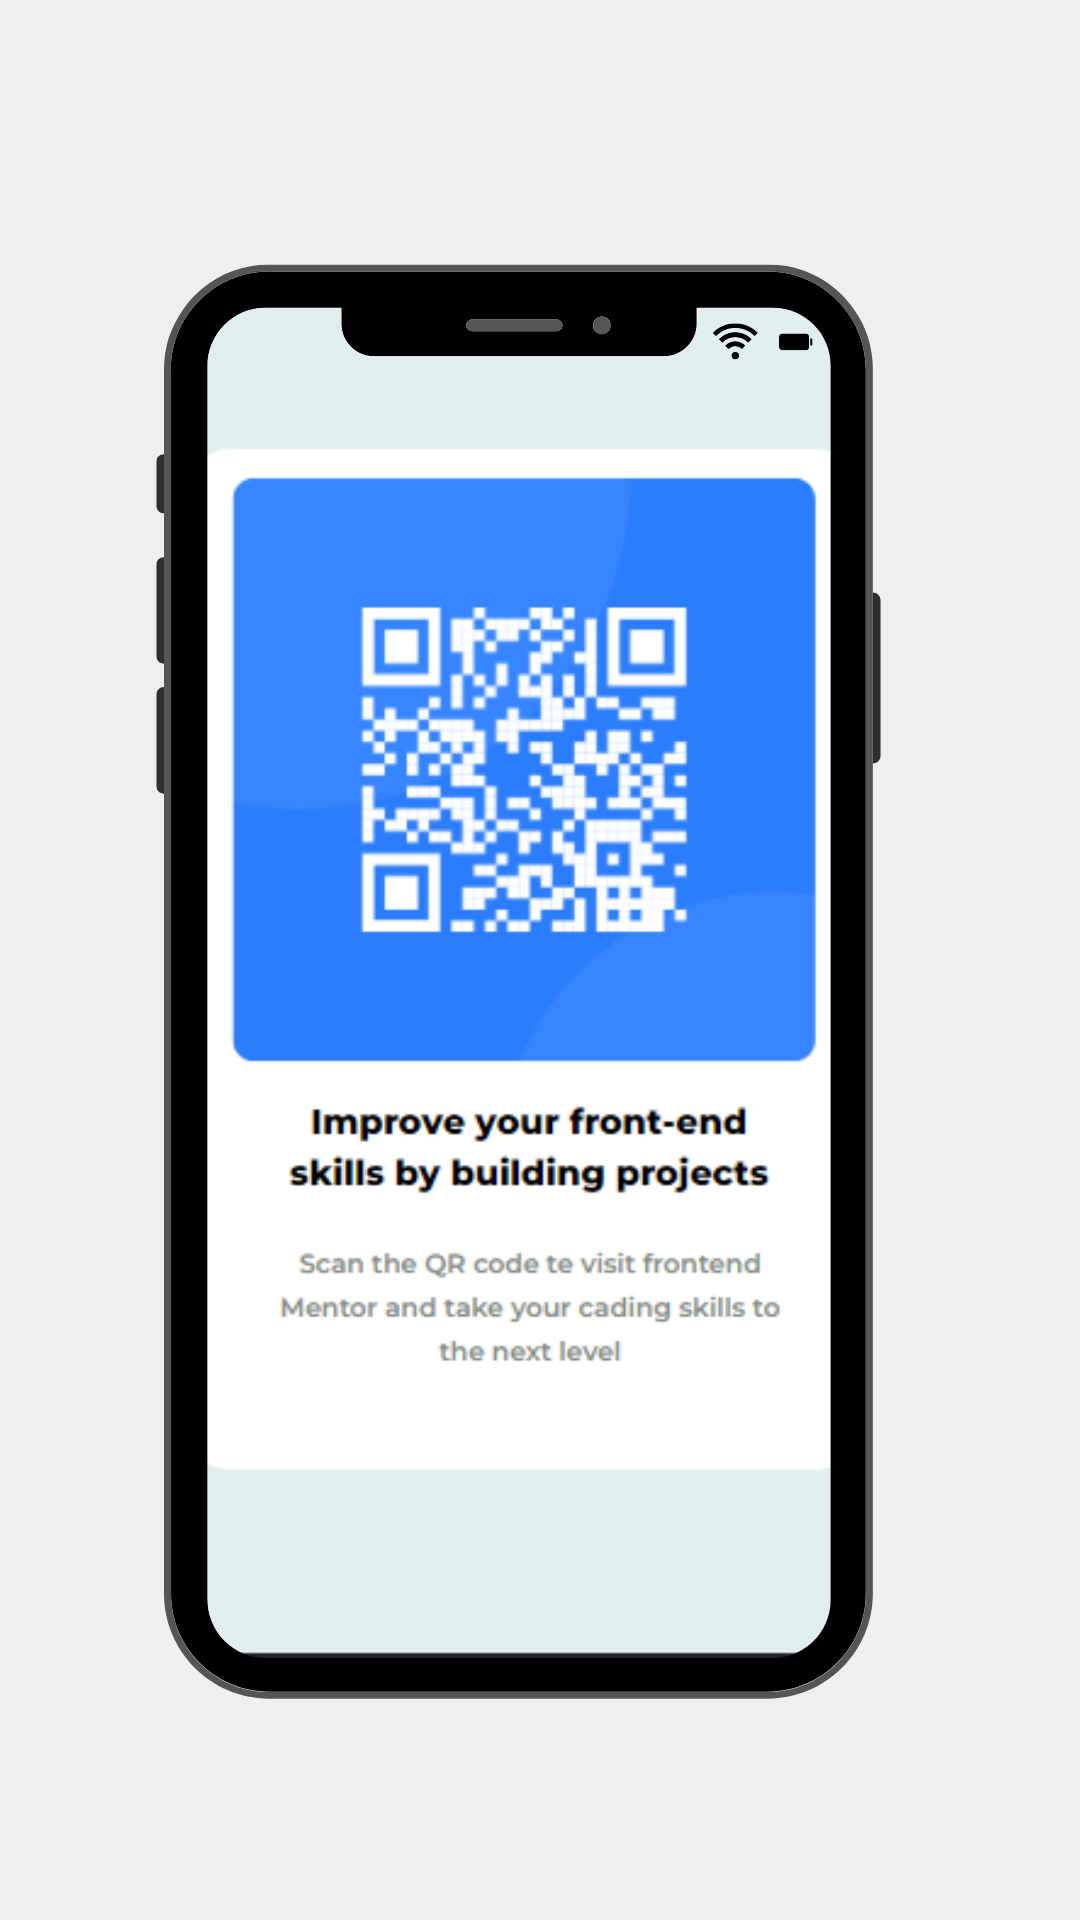 Improve your front-end
skills by building projects
Scan the QR code te visit frontend
Mentor and take your cading skills to
the next level